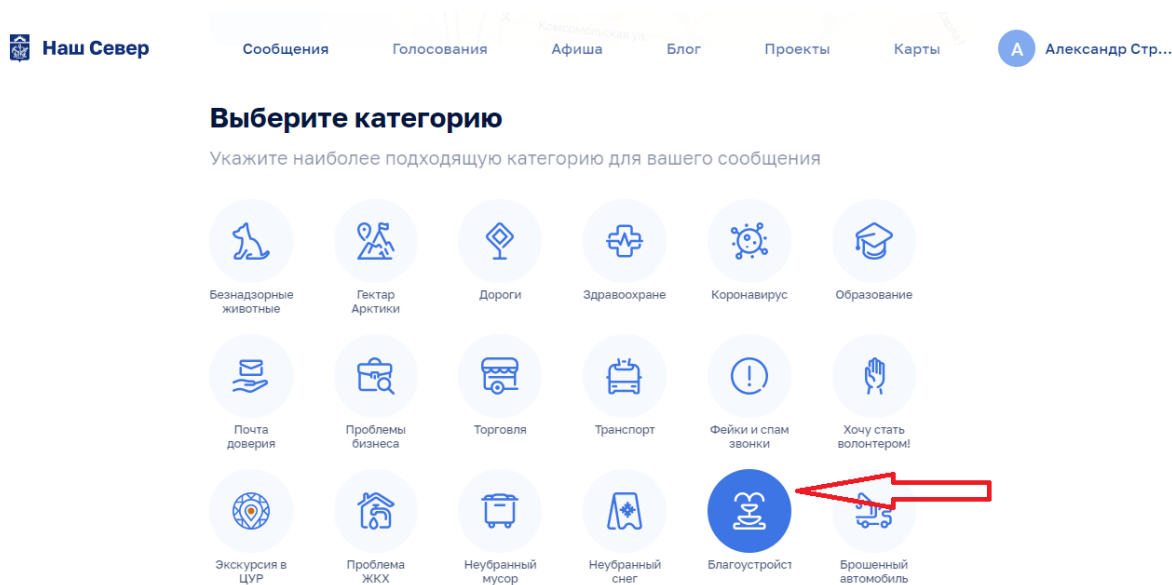 Комсомольская ул.
Наш Север
Сообщения
Голосования
Афиша
Блог
Проекты
Карты
А
Александр Стр...
Выберите категорию
Укажите наиболее подходящую категорию для вашего сообщения
Безнадзорные
животные
Гектар
Арктики
Дороги
Здравоохране
Коронавирус
Образование
Почта
доверия
Проблемы
бизнеса
Торговля
Транспорт
Фейки и спам
звонки
Хочу стать
волонтером!
Экскурсия в
ЦУР
Проблема
ЖКХ
Неубранный
мусор
Неубранный
снег
Благоустройст
Брошенный
автомобиль